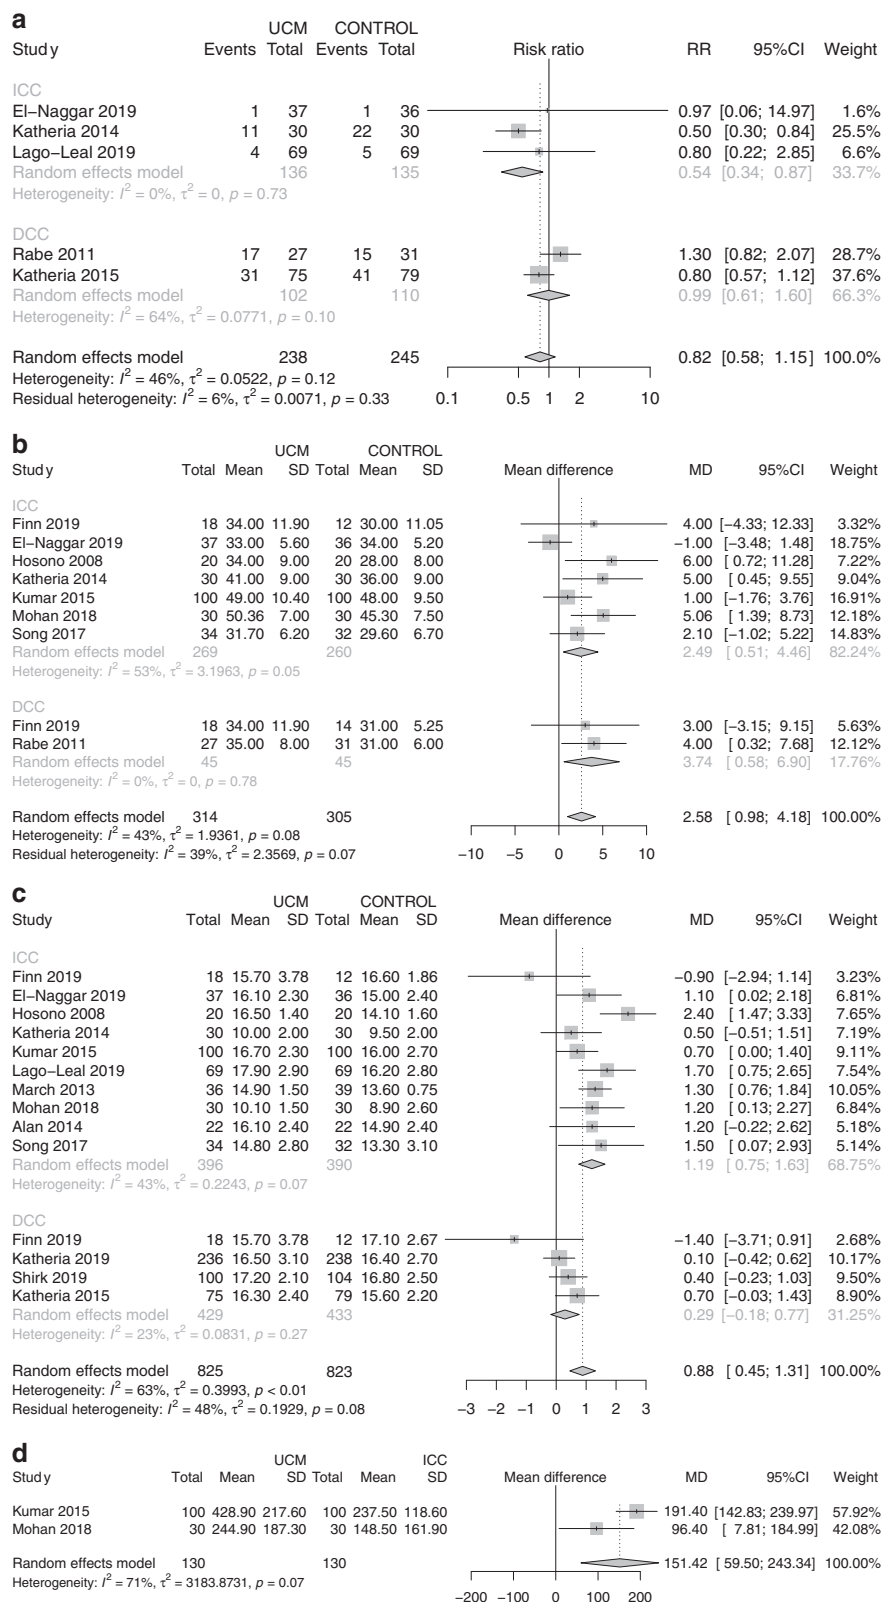 a
UCM CONTROL
Study Events Total Events Total Risk ratio RR 95%CI Weight
ICC
El−Naggar 2019 1 37 1 36 0.97 [0.06; 14.97] 1.6%
Katheria 2014 11 30 22 30 0.50 [0.30; 0.84] 25.5%
Lago−Leal 2019 4 69 5 69 0.80 [0.22; 2.85] 6.6%
Random effects model 136 135 0.54 [0.34; 0.87] 33.7%
Heterogeneity: I² = 0%, τ² = 0, p = 0.73
DCC
Rabe 2011 17 27 15 31 1.30 [0.82; 2.07] 28.7%
Katheria 2015 31 75 41 79 0.80 [0.57; 1.12] 37.6%
Random effects model 102 110 0.99 [0.61; 1.60] 66.3%
Heterogeneity: I² = 64%, τ² = 0.0771, p = 0.10
Random effects model 238 245 0.82 [0.58; 1.15] 100.0%
Heterogeneity: I² = 46%, τ² = 0.0522, p = 0.12
Residual heterogeneity: I² = 6%, τ² = 0.0071, p = 0.33
0.1 0.5 1 2 10
b
UCM CONTROL
Study Total Mean SD Total Mean SD Mean difference MD 95%CI Weight
ICC
Finn 2019 18 34.00 11.90 12 30.00 11.05 4.00 [−4.33; 12.33] 3.32%
El−Naggar 2019 37 33.00 5.60 36 34.00 5.20 −1.00 [−3.48; 1.48] 18.75%
Hosono 2008 20 34.00 9.00 20 28.00 8.00 6.00 [ 0.72; 11.28] 7.22%
Katheria 2014 30 41.00 9.00 30 36.00 9.00 5.00 [ 0.45; 9.55] 9.04%
Kumar 2015 100 49.00 10.40 100 48.00 9.50 1.00 [−1.76; 3.76] 16.91%
Mohan 2018 30 50.36 7.00 30 45.30 7.50 5.06 [ 1.39; 8.73] 12.18%
Song 2017 34 31.70 6.20 32 29.60 6.70 2.10 [−1.02; 5.22] 14.83%
Random effects model 269 260 2.49 [ 0.51; 4.46] 82.24%
Heterogeneity: I² = 53%, τ² = 3.1963, p = 0.05
DCC
Finn 2019 18 34.00 11.90 14 31.00 5.25 3.00 [−3.15; 9.15] 5.63%
Rabe 2011 27 35.00 8.00 31 31.00 6.00 4.00 [ 0.32; 7.68] 12.12%
Random effects model 45 45 3.74 [ 0.58; 6.90] 17.76%
Heterogeneity: I² = 0%, τ² = 0, p = 0.78
Random effects model 314 305 2.58 [ 0.98; 4.18] 100.00%
Heterogeneity: I² = 43%, τ² = 1.9361, p = 0.08
Residual heterogeneity: I² = 39%, τ² = 2.3569, p = 0.07
−10 −5 0 5 10
c
UCM CONTROL
Study Total Mean SD Total Mean SD Mean difference MD 95%CI Weight
ICC
Finn 2019 18 15.70 3.78 12 16.60 1.86 −0.90 [−2.94; 1.14] 3.23%
El−Naggar 2019 37 16.10 2.30 36 15.00 2.40 1.10 [ 0.02; 2.18] 6.81%
Hosono 2008 20 16.50 1.40 20 14.10 1.60 2.40 [ 1.47; 3.33] 7.65%
Katheria 2014 30 10.00 2.00 30 9.50 2.00 0.50 [−0.51; 1.51] 7.19%
Kumar 2015 100 16.70 2.30 100 16.00 2.70 0.70 [ 0.00; 1.40] 9.11%
Lago−Leal 2019 69 17.90 2.90 69 16.20 2.80 1.70 [ 0.75; 2.65] 7.54%
March 2013 36 14.90 1.50 39 13.60 0.75 1.30 [ 0.76; 1.84] 10.05%
Mohan 2018 30 10.10 1.50 30 8.90 2.60 1.20 [ 0.13; 2.27] 6.84%
Alan 2014 22 16.10 2.40 22 14.90 2.40 1.20 [−0.22; 2.62] 5.18%
Song 2017 34 14.80 2.80 32 13.30 3.10 1.50 [ 0.07; 2.93] 5.14%
Random effects model 396 390 1.19 [ 0.75; 1.63] 68.75%
Heterogeneity: I² = 43%, τ² = 0.2243, p = 0.07
DCC
Finn 2019 18 15.70 3.78 12 17.10 2.67 −1.40 [−3.71; 0.91] 2.68%
Katheria 2019 236 16.50 3.10 238 16.40 2.70 0.10 [−0.42; 0.62] 10.17%
Shirk 2019 100 17.20 2.10 104 16.80 2.50 0.40 [−0.23; 1.03] 9.50%
Katheria 2015 75 16.30 2.40 79 15.60 2.20 0.70 [−0.03; 1.43] 8.90%
Random effects model 429 433 0.29 [−0.18; 0.77] 31.25%
Heterogeneity: I² = 23%, τ² = 0.0831, p = 0.27
Random effects model 825 823 0.88 [ 0.45; 1.31] 100.00%
Heterogeneity: I² = 63%, τ² = 0.3993, p < 0.01
Residual heterogeneity: I² = 48%, τ² = 0.1929, p = 0.08
−3 −2 −1 0 1 2 3
d
UCM ICC
Study Total Mean SD Total Mean SD Mean difference MD 95%CI Weight
Kumar 2015 100 428.90 217.60 100 237.50 118.60 191.40 [142.83; 239.97] 57.92%
Mohan 2018 30 244.90 187.30 30 148.50 161.90 96.40 [ 7.81; 184.99] 42.08%
Random effects model 130 130 151.42 [ 59.50; 243.34] 100.00%
Heterogeneity: I² = 71%, τ² = 3183.8731, p = 0.07
−200 −100 0 100 200